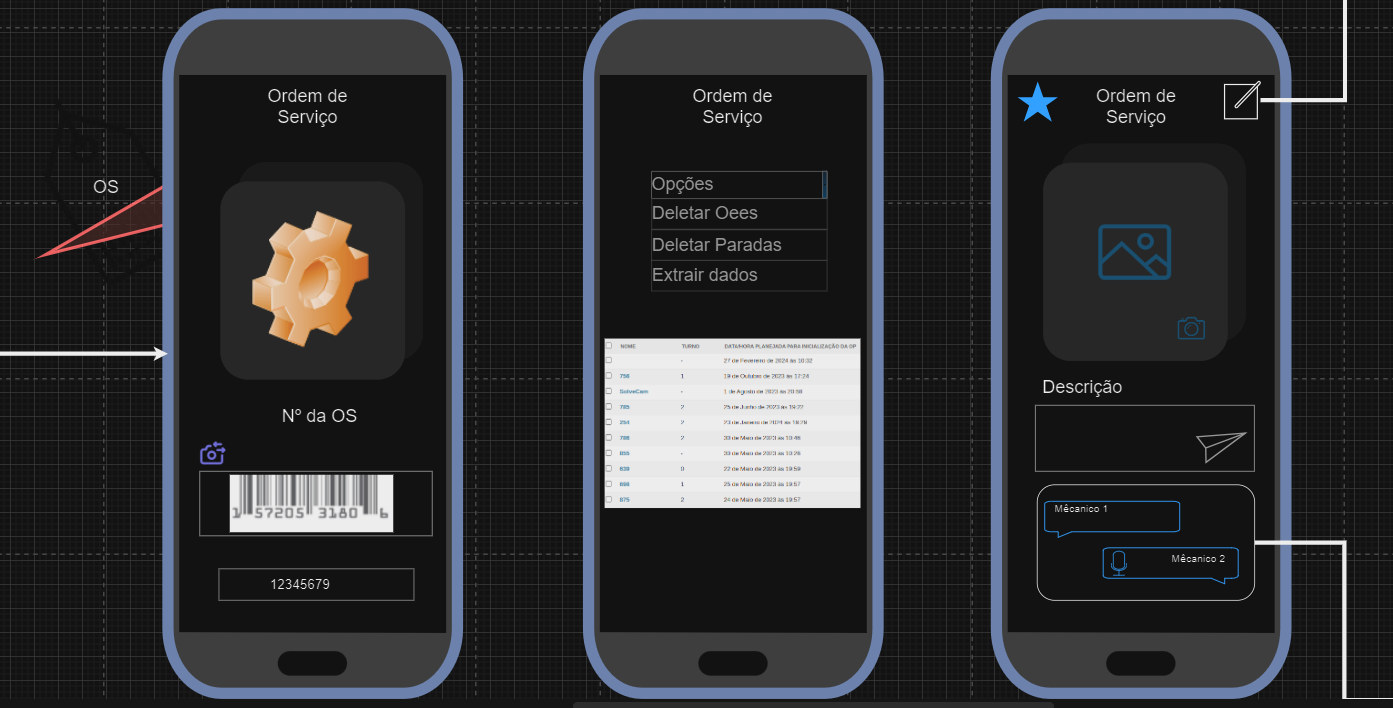 OS
Ordem de
Serviço
Nº da OS
1 57205 3180 6
12345679
Ordem de
Serviço
Opções
Deletar Oees
Deletar Paradas
Extrair dados
NOME TURNO DATA/HORA PLANEJADA PARA INICIALIZAÇÃO DA OP
- 27 de Fevereiro de 2024 às 10:32
756 1 19 de Outubro de 2023 às 17:24
SolveCam - 1 de Agosto de 2023 às 20:58
785 2 25 de Junho de 2023 às 19:27
254 2 23 de Janeiro de 2024 às 19:29
786 2 30 de Maio de 2023 às 10:46
855 - 30 de Maio de 2023 às 10:26
639 0 22 de Maio de 2023 às 19:59
688 1 25 de Maio de 2023 às 19:57
875 2 24 de Maio de 2023 às 19:57
Ordem de
Serviço
Descrição
Mêcanico 1
Mêcanico 2